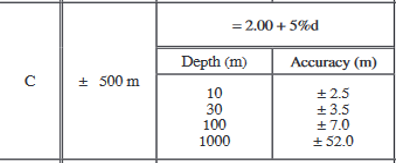 = 2.00 + 5%d
Depth (m) Accuracy (m)
C ± 500 m
10 ± 2.5
30 ± 3.5
100 ± 7.0
1000 ± 52.0